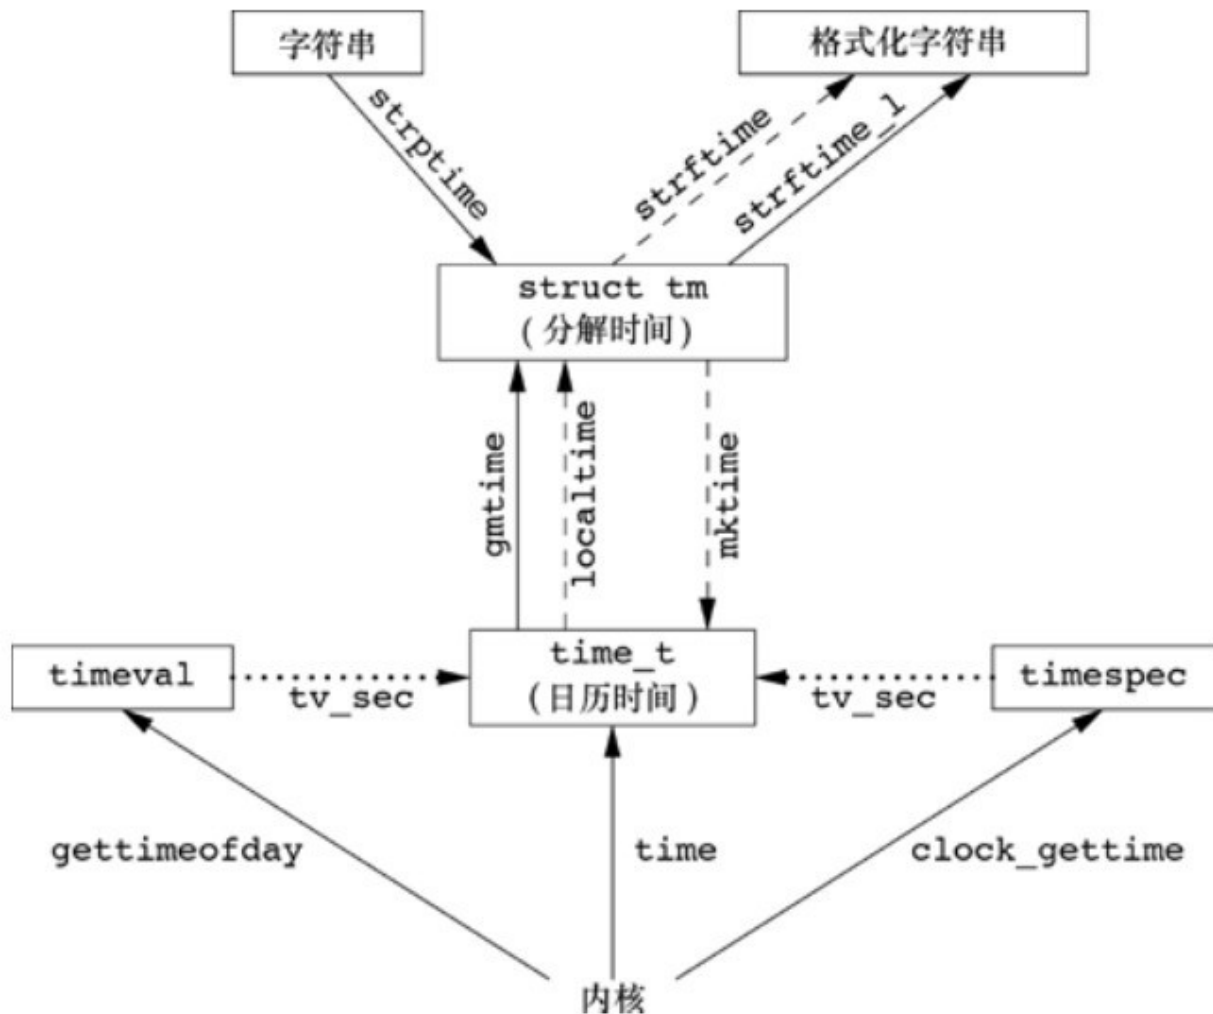 字符串
格式化字符串
strptime
strftime
strftime_l
struct tm
(分解时间)
gmtime
localtime
mktime
timeval
tv_sec
time_t
(日历时间)
tv_sec
timespec
gettimeofday
time
clock_gettime
内核